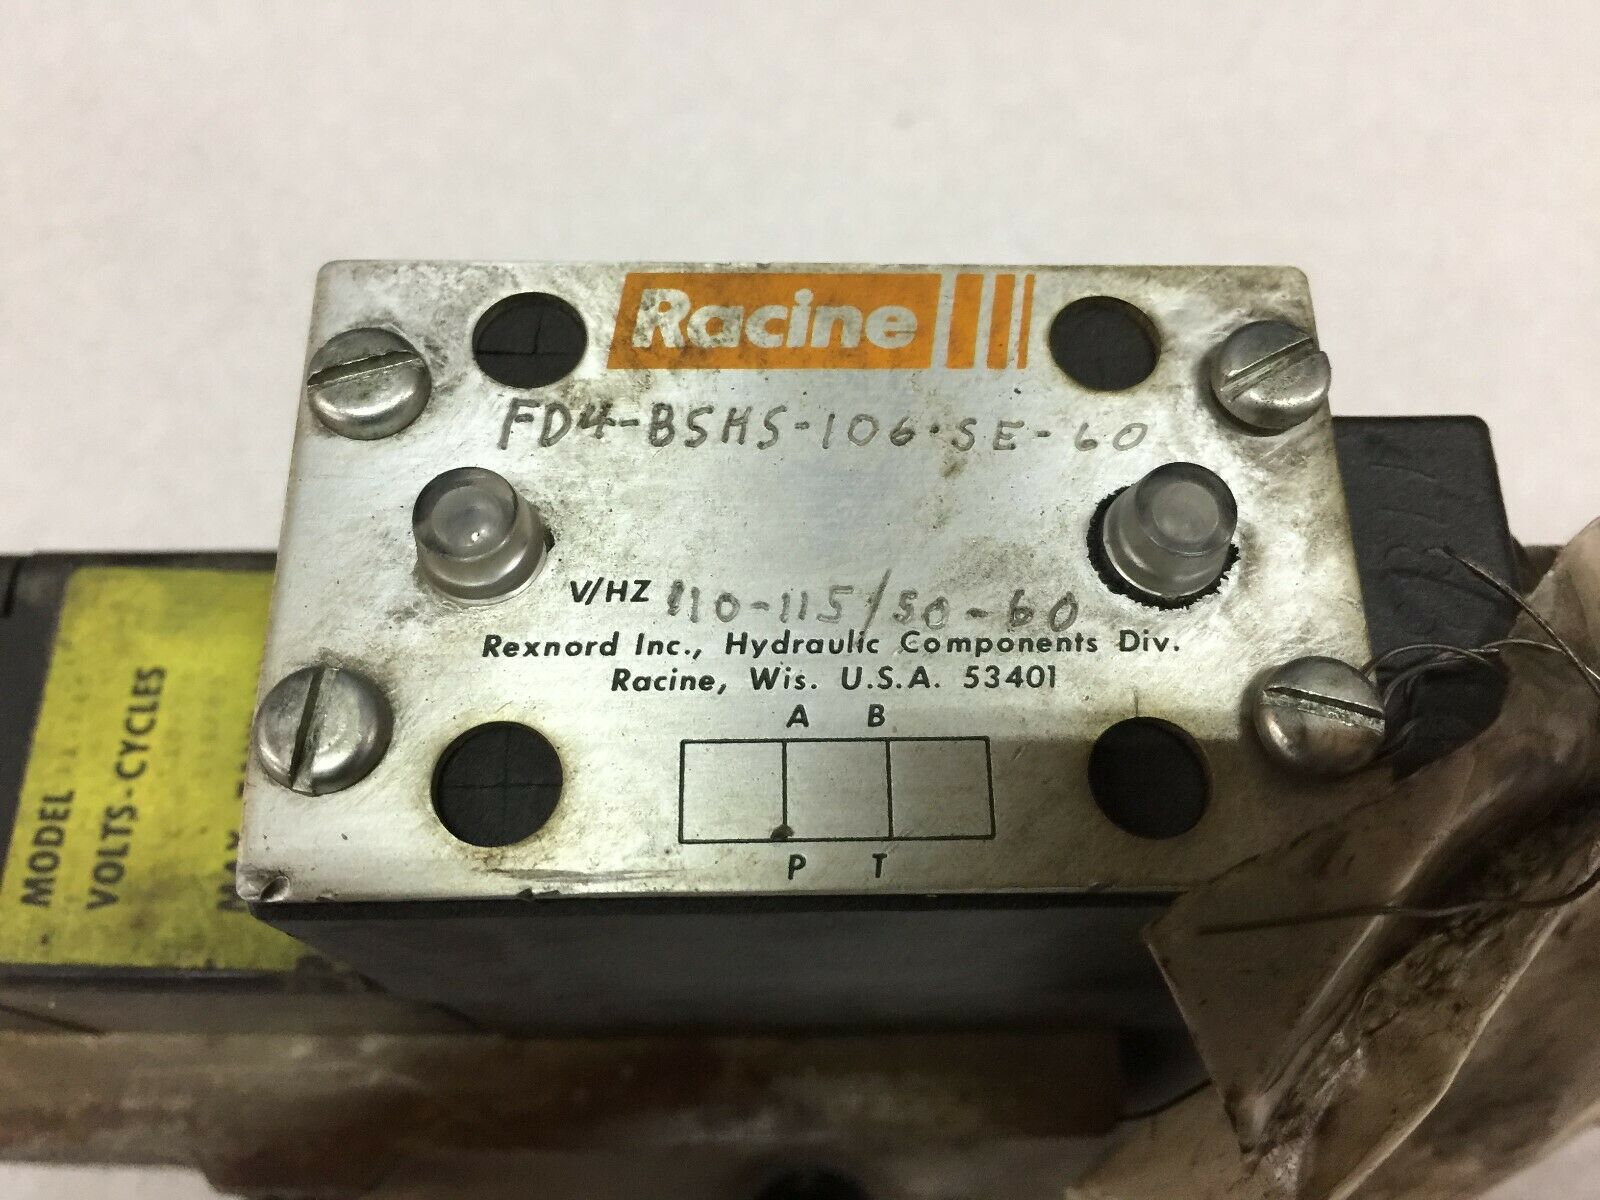 Racine
FD4-BSHS-106·SE-60
V/HZ 110-115/50-60
Rexnord Inc., Hydraulic Components Div.
Racine, Wis. U.S.A. 53401
A B
P T
MODEL
VOLTS-CYCLES